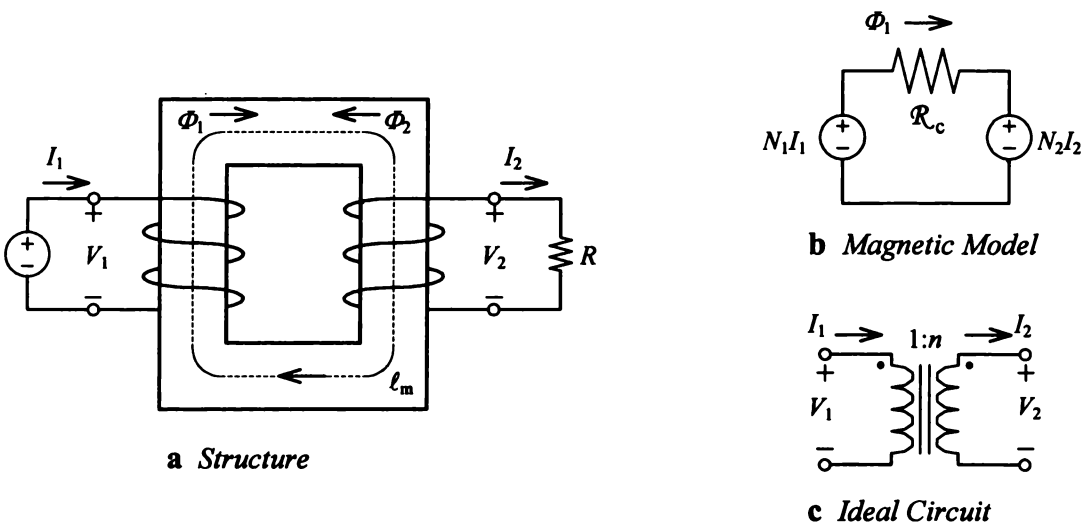 Φ₁ Φ₂
I₁ I₂
+ + +
− V₁ V₂ R
− −
ℓₘ
a Structure
Φ₁
ℛc
N₁I₁ + − + − N₂I₂
b Magnetic Model
I₁ 1:n I₂
+ +
V₁ V₂
− −
c Ideal Circuit